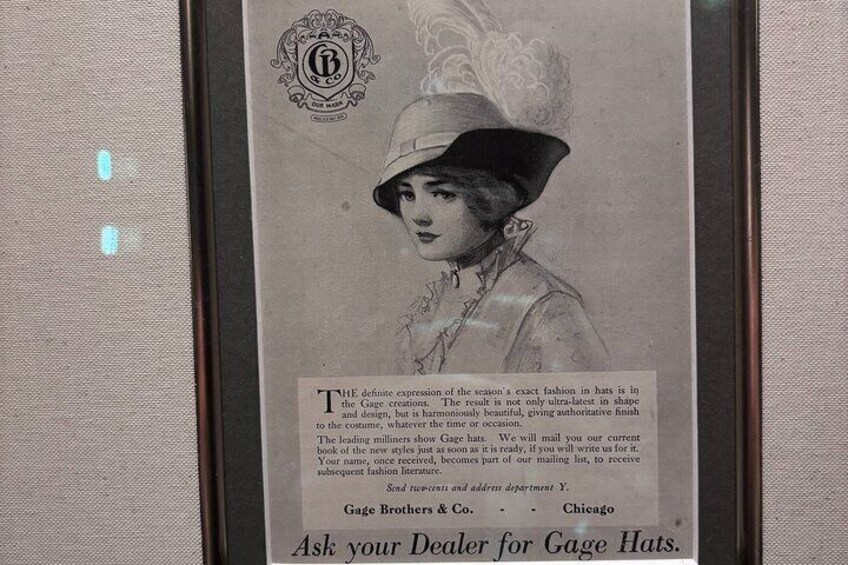 GB
& CO
OUR MARK
THE definite expression of the season's exact fashion in hats is in
the Gage creations. The result is not only ultra-latest in shape
and design, but is harmoniously beautiful, giving authoritative finish
to the costume, whatever the time or occasion.
The leading milliners show Gage hats. We will mail you our current
book of the new styles just as soon as it is ready, if you will write us for it.
Your name, once received, becomes part of our mailing list, to receive
subsequent fashion literature.
Send two-cents and address department Y.
Gage Brothers & Co. - - Chicago
Ask your Dealer for Gage Hats.